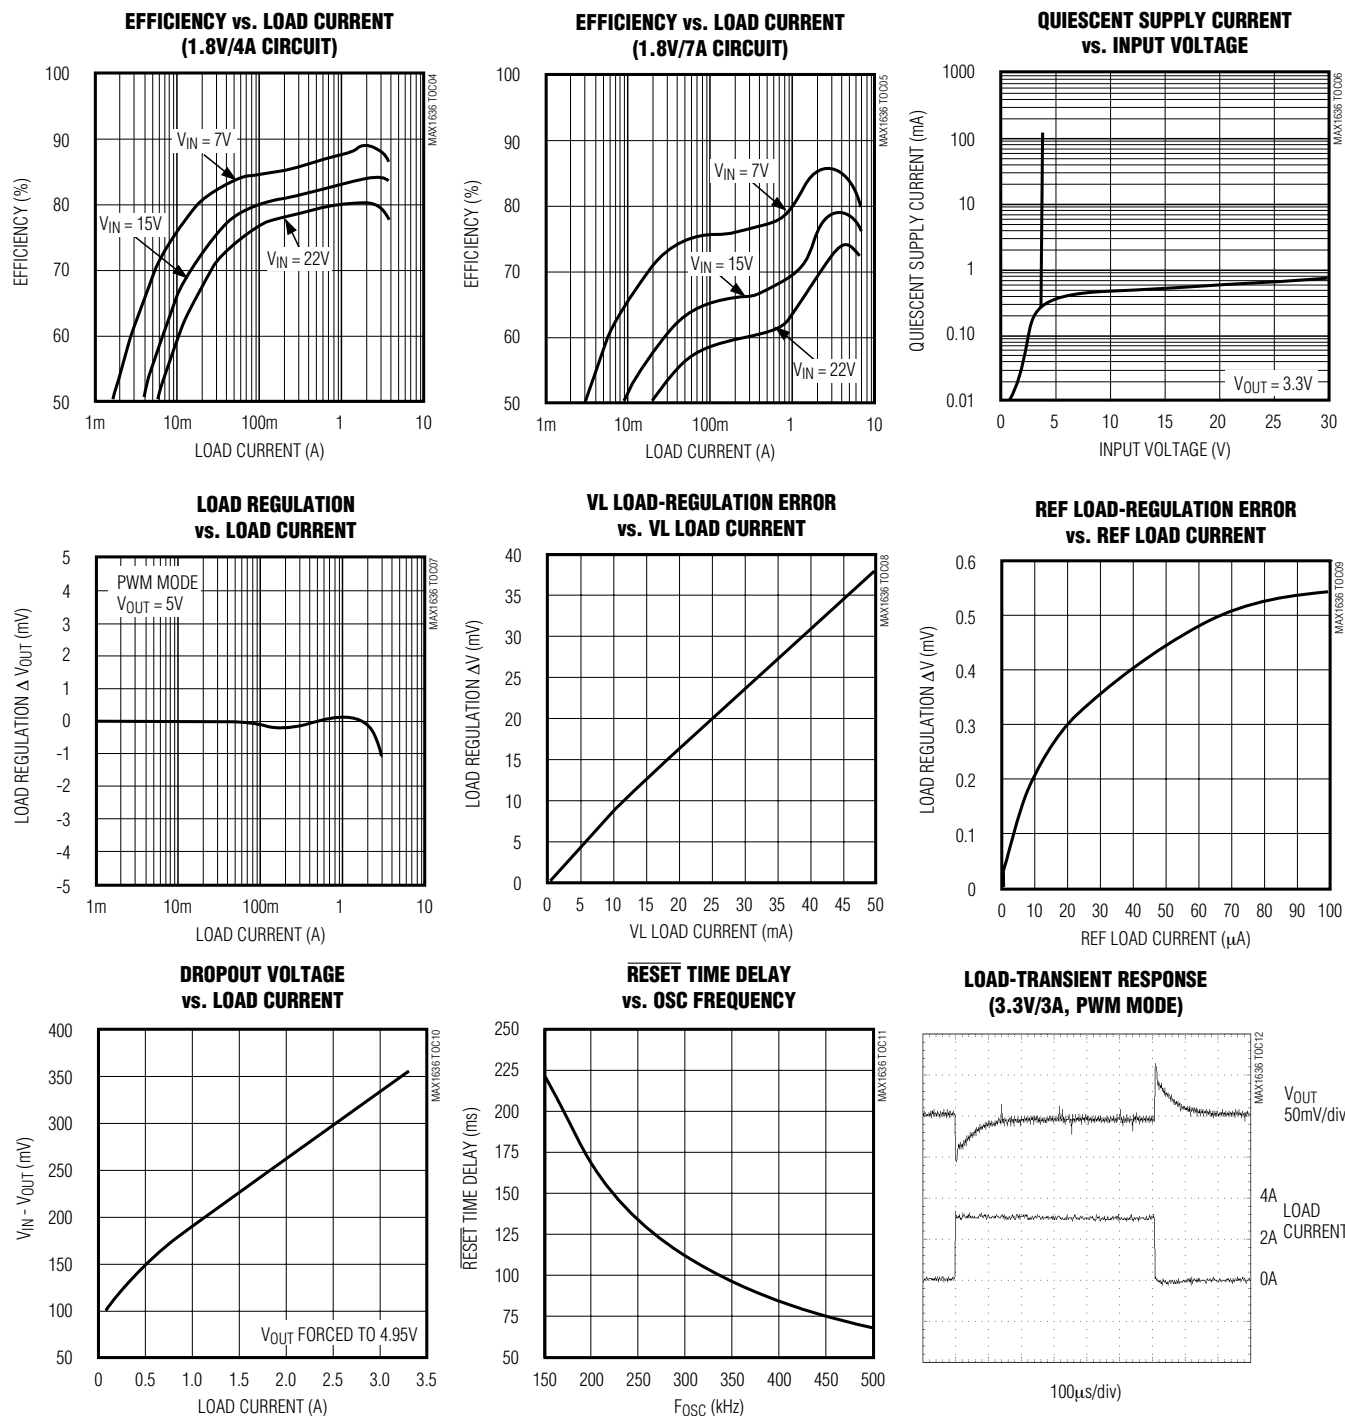 EFFICIENCY vs. LOAD CURRENT
(1.8V/4A CIRCUIT)
100
90
80
70
60
50
EFFICIENCY (%)
VIN = 7V
VIN = 15V
VIN = 22V
1m 10m 100m 1 10
LOAD CURRENT (A)
MAX1636 TOC04
EFFICIENCY vs. LOAD CURRENT
(1.8V/7A CIRCUIT)
100
90
80
70
60
50
EFFICIENCY (%)
VIN = 7V
VIN = 15V
VIN = 22V
1m 10m 100m 1 10
LOAD CURRENT (A)
MAX1636 TOC05
QUIESCENT SUPPLY CURRENT
vs. INPUT VOLTAGE
1000
100
10
1
0.10
0.01
QUIESCENT SUPPLY CURRENT (mA)
VOUT = 3.3V
0 5 10 15 20 25 30
INPUT VOLTAGE (V)
MAX1636 TOC06
LOAD REGULATION
vs. LOAD CURRENT
5
4
3
2
1
0
-1
-2
-3
-4
-5
LOAD REGULATION Δ VOUT (mV)
PWM MODE
VOUT = 5V
1m 10m 100m 1 10
LOAD CURRENT (A)
MAX1636 TOC07
VL LOAD-REGULATION ERROR
vs. VL LOAD CURRENT
40
35
30
25
20
15
10
5
0
LOAD REGULATION ΔV (mV)
0 5 10 15 20 25 30 35 40 45 50
VL LOAD CURRENT (mA)
MAX1636 TOC08
REF LOAD-REGULATION ERROR
vs. REF LOAD CURRENT
0.6
0.5
0.4
0.3
0.2
0.1
0
LOAD REGULATION ΔV (mV)
0 10 20 30 40 50 60 70 80 90 100
REF LOAD CURRENT (μA)
MAX1636 TOC09
DROPOUT VOLTAGE
vs. LOAD CURRENT
400
350
300
250
200
150
100
50
VIN - VOUT (mV)
VOUT FORCED TO 4.95V
0 0.5 1.0 1.5 2.0 2.5 3.0 3.5
LOAD CURRENT (A)
MAX1636 TOC10
RESET TIME DELAY
vs. OSC FREQUENCY
250
225
200
175
150
125
100
75
50
RESET TIME DELAY (ns)
150 200 250 300 350 400 450 500
FOSC (kHz)
MAX1636 TOC11
LOAD-TRANSIENT RESPONSE
(3.3V/3A, PWM MODE)
MAX1636 TOC12
VOUT
50mV/div
4A
LOAD
CURRENT
2A
0A
100μs/div)